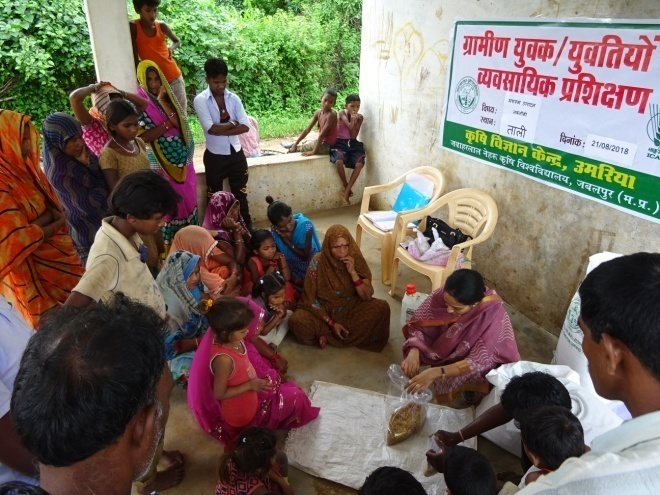 ग्रामीण युवक/युवतियों
व्यवसायिक प्रशिक्षण
विषय:
स्थान: ताली
दिनाँक: 21/08/2018
कृषि विज्ञान केन्द्र, उमरिया
जवाहरलाल नेहरू कृषि विश्वविद्यालय, जबलपुर (म.प्र.)